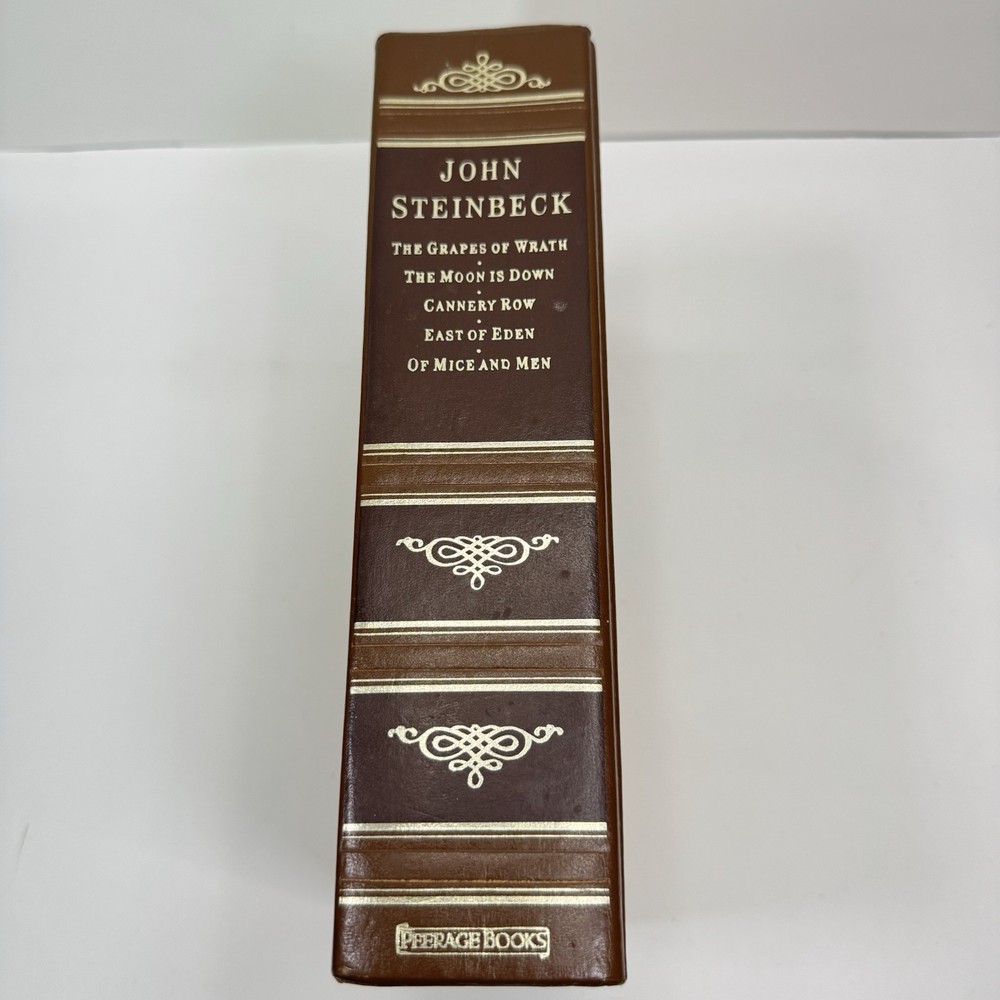 JOHN
STEINBECK
THE GRAPES OF WRATH
THE MOON IS DOWN
CANNERY ROW
EAST OF EDEN
OF MICE AND MEN
PEERAGE BOOKS